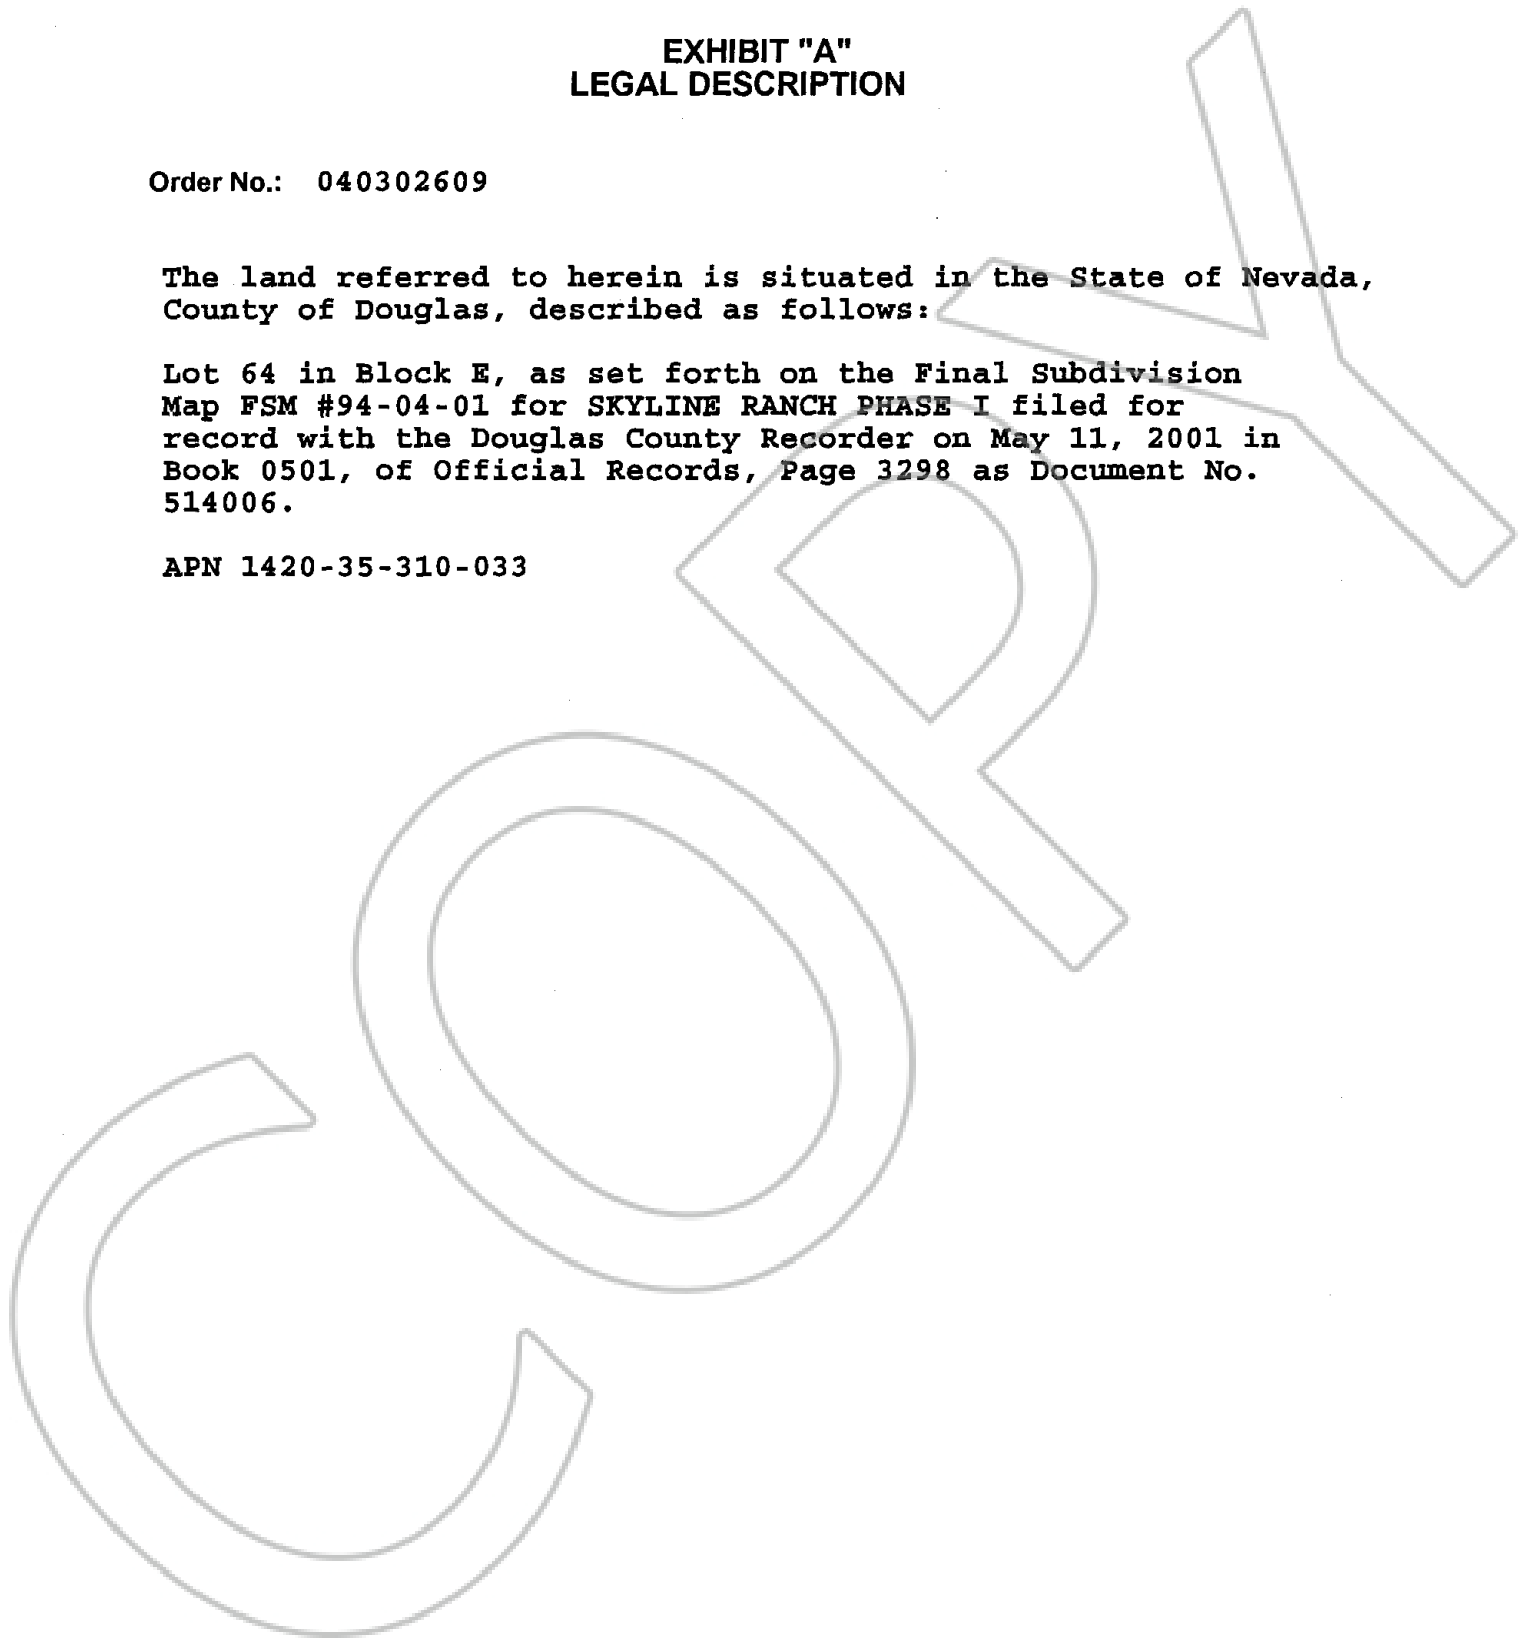 EXHIBIT "A"
LEGAL DESCRIPTION
Order No.: 040302609
The land referred to herein is situated in the State of Nevada,
County of Douglas, described as follows:
Lot 64 in Block E, as set forth on the Final Subdivision
Map FSM #94-04-01 for SKYLINE RANCH PHASE I filed for
record with the Douglas County Recorder on May 11, 2001 in
Book 0501, of Official Records, Page 3298 as Document No.
514006.
APN 1420-35-310-033
COPY